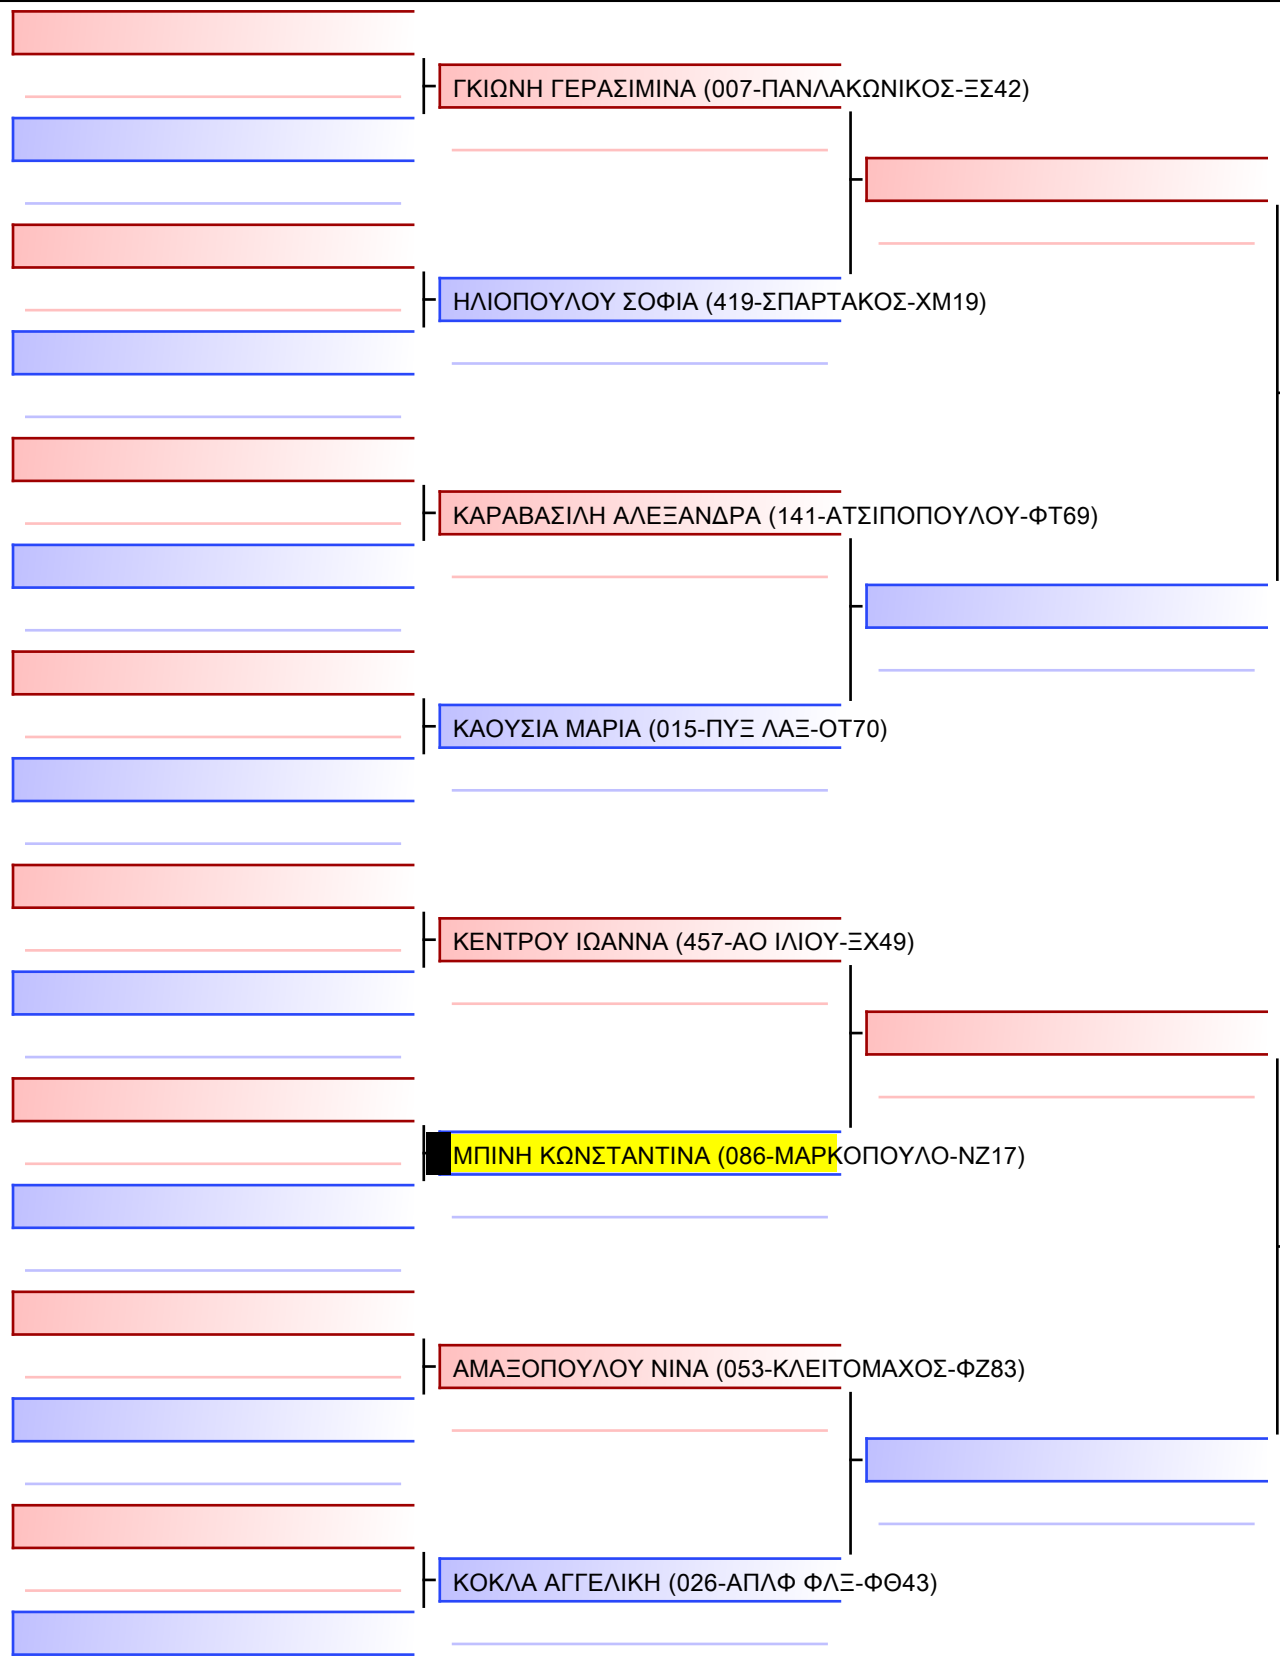 ΓΚΙΩΝΗ ΓΕΡΑΣΙΜΙΝΑ (007-ΠΑΝΛΑΚΩΝΙΚΟΣ-ΞΣ42)
ΗΛΙΟΠΟΥΛΟΥ ΣΟΦΙΑ (419-ΣΠΑΡΤΑΚΟΣ-ΧΜ19)
ΚΑΡΑΒΑΣΙΛΗ ΑΛΕΞΑΝΔΡΑ (141-ΑΤΣΙΠΟΠΟΥΛΟΥ-ΦΤ69)
ΚΑΟΥΣΙΑ ΜΑΡΙΑ (015-ΠΥΞ ΛΑΞ-ΟΤ70)
ΚΕΝΤΡΟΥ ΙΩΑΝΝΑ (457-ΑΟ ΙΛΙΟΥ-ΞΧ49)
ΜΠΙΝΗ ΚΩΝΣΤΑΝΤΙΝΑ (086-ΜΑΡΚΟΠΟΥΛΟ-ΝΖ17)
ΑΜΑΞΟΠΟΥΛΟΥ ΝΙΝΑ (053-ΚΛΕΙΤΟΜΑΧΟΣ-ΦΖ83)
ΚΟΚΛΑ ΑΓΓΕΛΙΚΗ (026-ΑΠΛΦ ΦΛΞ-ΦΘ43)